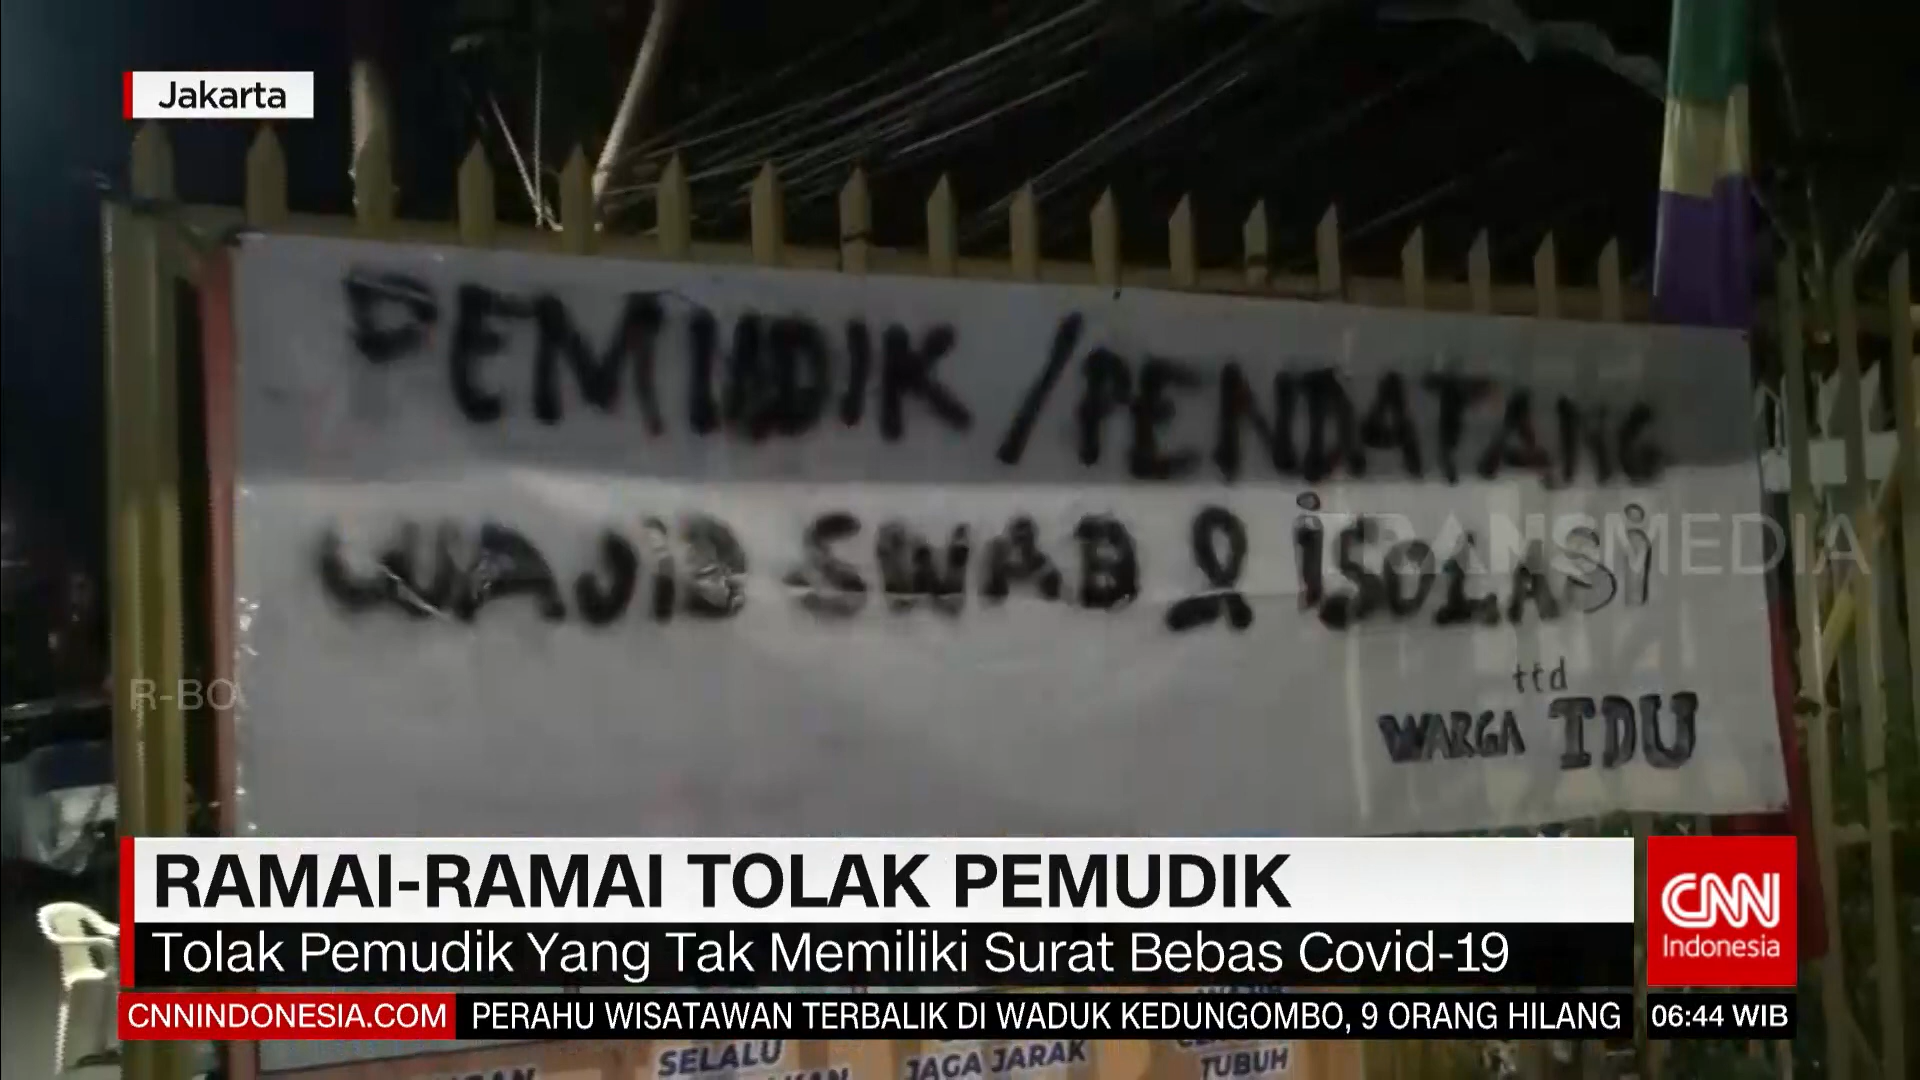 Jakarta
PEMUDIK / PENDATANG
WAJIB SWAB & ISOLASI
TRANSMEDIA
ttd
WARGA TDU
R-BO
RAMAI-RAMAI TOLAK PEMUDIK
Tolak Pemudik Yang Tak Memiliki Surat Bebas Covid-19
CNN
Indonesia
CNNINDONESIA.COM PERAHU WISATAWAN TERBALIK DI WADUK KEDUNGOMBO, 9 ORANG HILANG 06:44 WIB
SELALU
JAGA JARAK
TUBUH